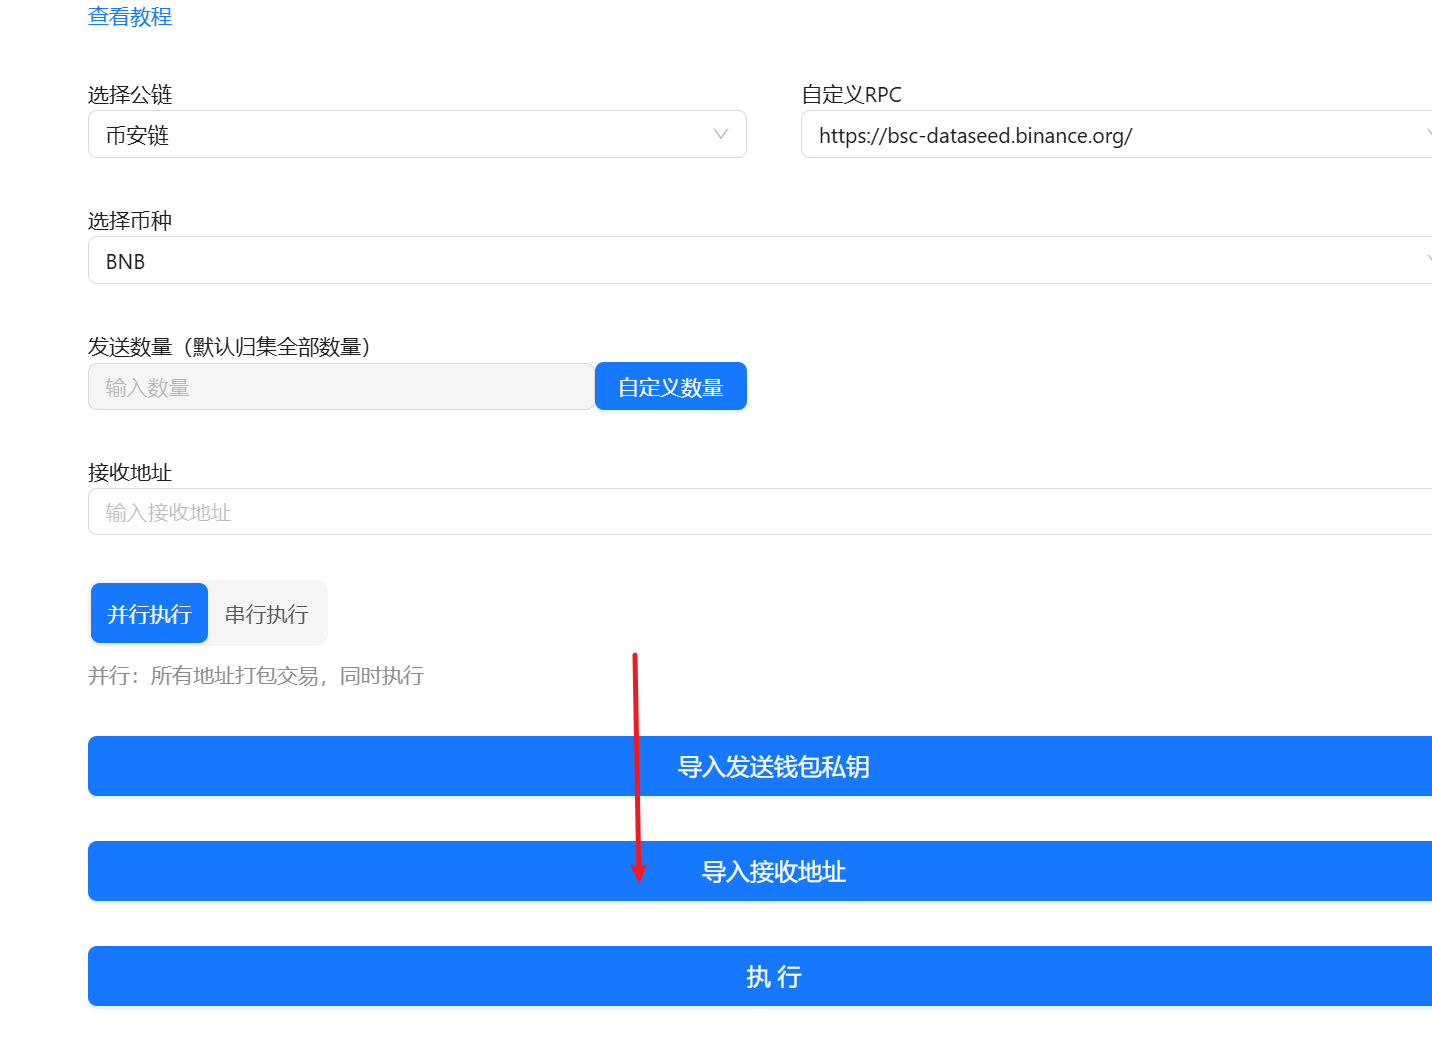 查看教程
选择公链
自定义RPC
币安链
https://bsc-dataseed.binance.org/
选择币种
BNB
发送数量（默认归集全部数量）
输入数量
自定义数量
接收地址
输入接收地址
并行执行
串行执行
并行：所有地址打包交易，同时执行
导入发送钱包私钥
导入接收地址
执 行